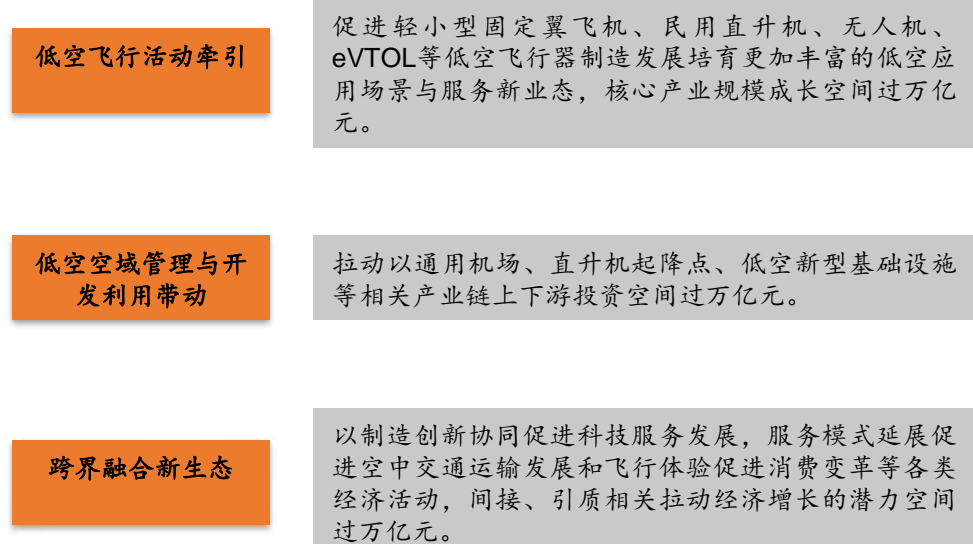 低空飞行活动牵引
促进轻小型固定翼飞机、民用直升机、无人机、
eVTOL等低空飞行器制造发展培育更加丰富的低空应
用场景与服务新业态，核心产业规模成长空间过万亿
元。
低空空域管理与开
发利用带动
拉动以通用机场、直升机起降点、低空新型基础设施
等相关产业链上下游投资空间过万亿元。
跨界融合新生态
以制造创新协同促进科技服务发展，服务模式延展促
进空中交通运输发展和飞行体验促进消费变革等各类
经济活动，间接、引质相关拉动经济增长的潜力空间
过万亿元。